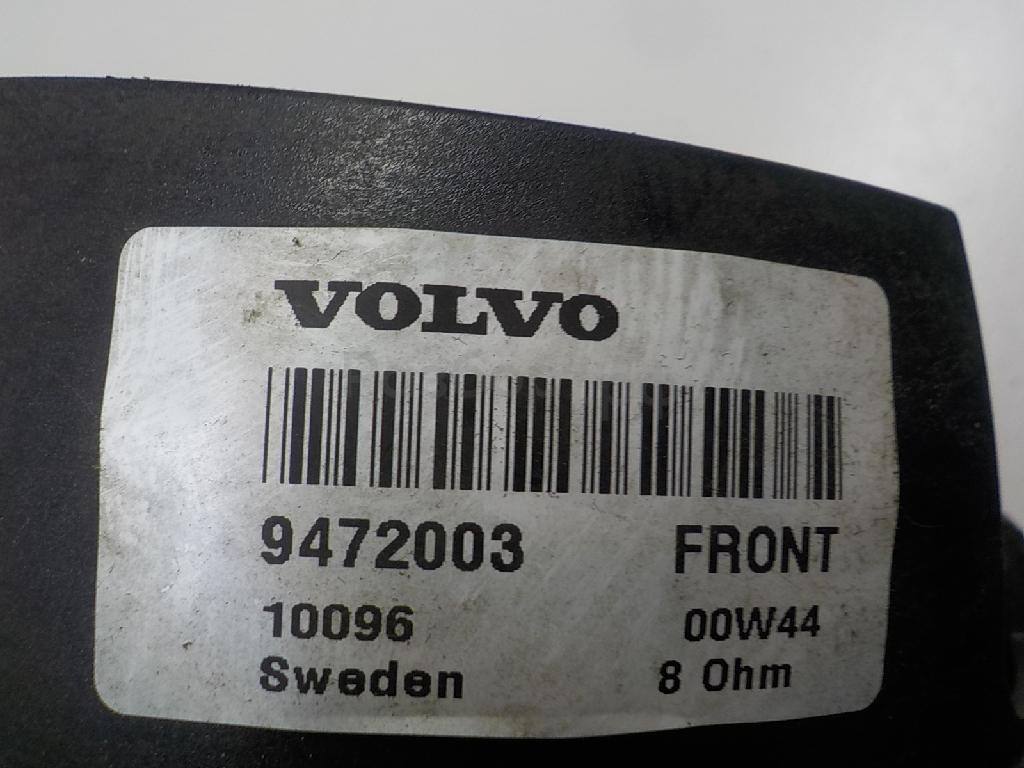 VOLVO
9472003 FRONT
10096 00W44
Sweden 8 Ohm